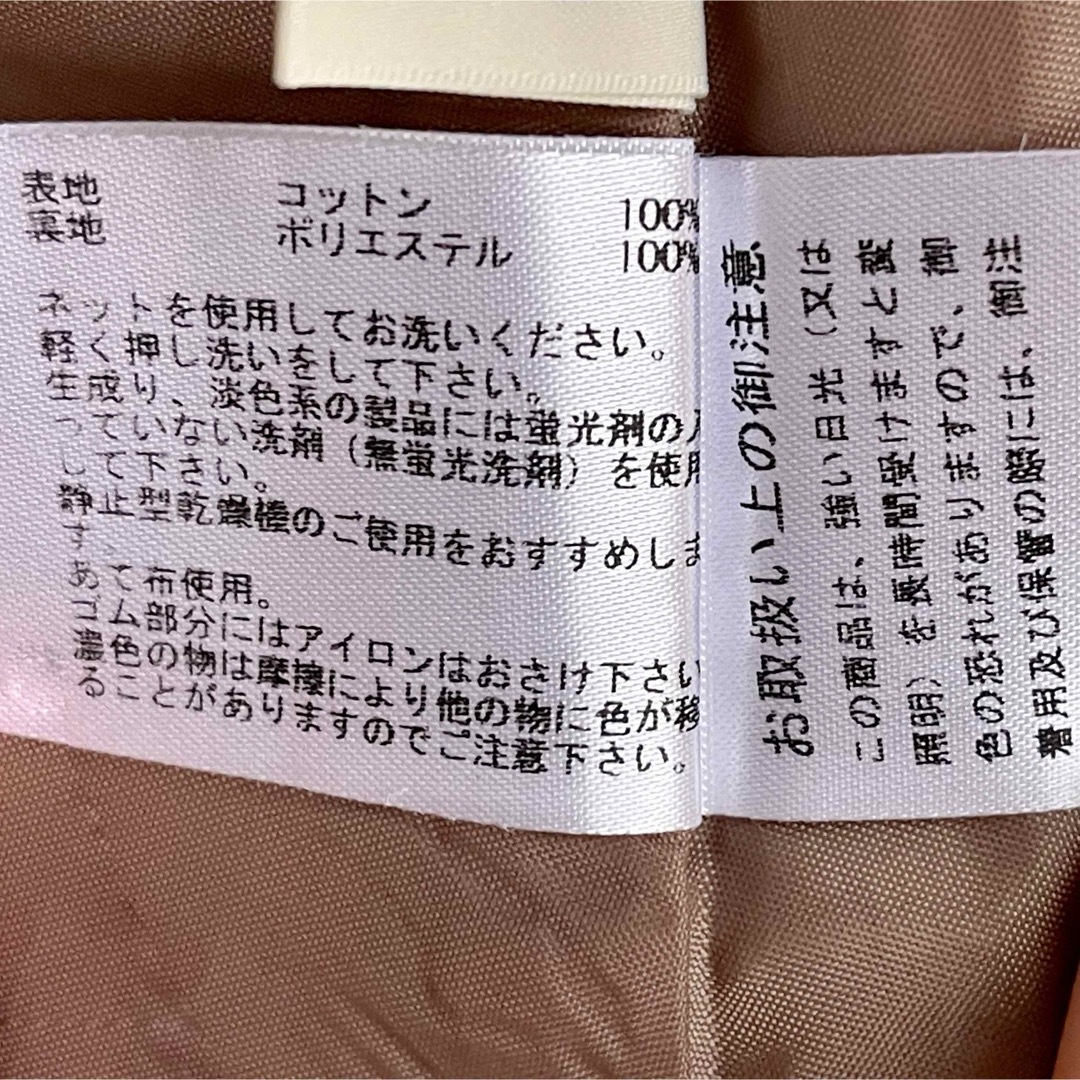 表地 コットン 100%
裏地 ポリエステル 100%
ネットを使用してお洗いください。
軽く押し洗いをして下さい。
生成り、淡色系の製品には蛍光剤の入
っていない洗剤（無蛍光洗剤）を使用
して下さい。
静止型乾燥機のご使用をおすすめしま
す。
あて布使用。
ゴム部分にはアイロンはおさけ下さい
濃色の物は摩擦により他の物に色が移
ることがありますのでご注意下さい。
お取扱い上の御注意
この商品は、強い日光（又は
照明）を長時間受けますと変
色の恐れがありますので、御
着用及び保管の際には、御注